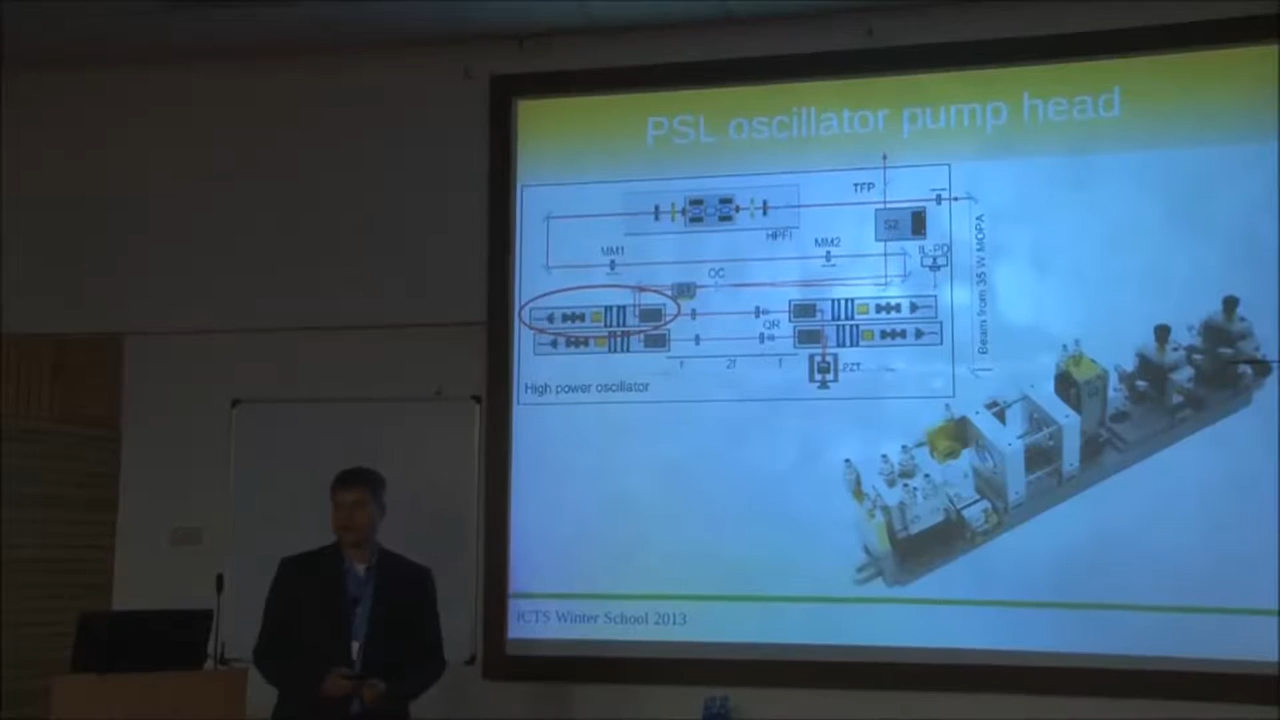 PSL oscillator pump head
TFP
S2
HPFI
MM1
MM2
IL-PD
OC
S1
QR
f 2f f
PZT
Beam from 35 W MOPA
High power oscillator
ICTS Winter School 2013